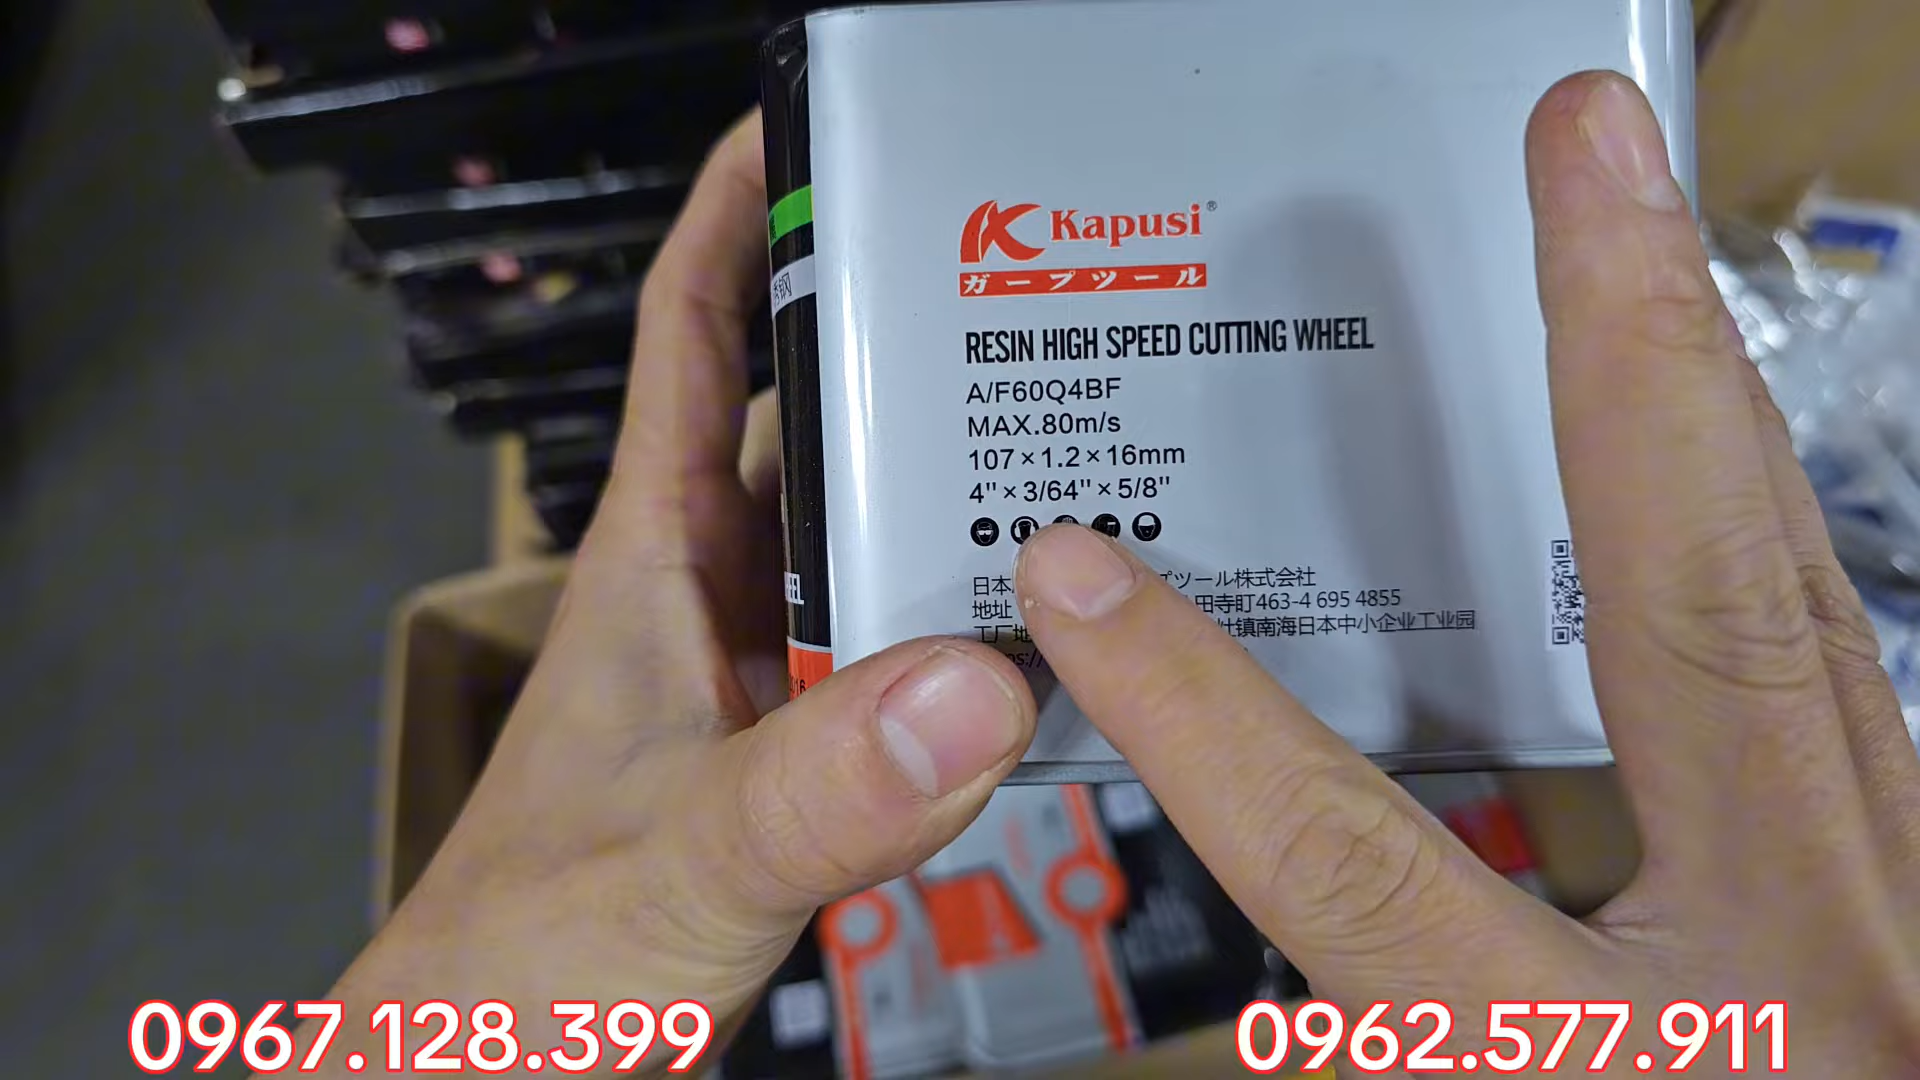 Kapusi®
ガープツール
RESIN HIGH SPEED CUTTING WHEEL
A/F60Q4BF
MAX.80m/s
107×1.2×16mm
4"×3/64"×5/8"
日本 プツール株式会社
地址 田寺町463-4 695 4855
工厂地 镇南海日本中小企业工业园
0967.128.399
0962.577.911